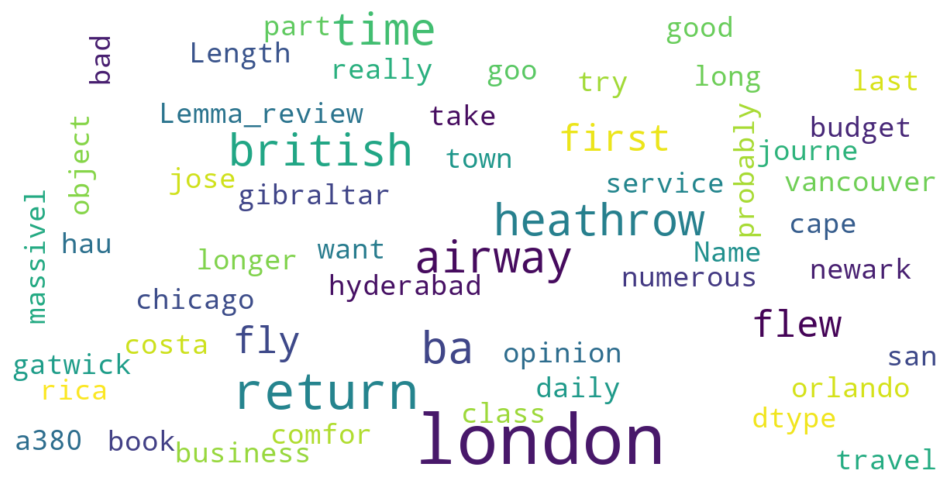 part
time
good
bad
Length
really
goo
try
long
last
Lemma_review
take
first
probably
budget
object
british
town
journe
jose
gibraltar
service
vancouver
massivel
hau
heathrow
cape
longer
want
airway
Name
numerous
newark
chicago
hyderabad
flew
costa
fly
ba
opinion
san
gatwick
rica
return
daily
orlando
class
dtype
a380
book
business
comfor
london
travel